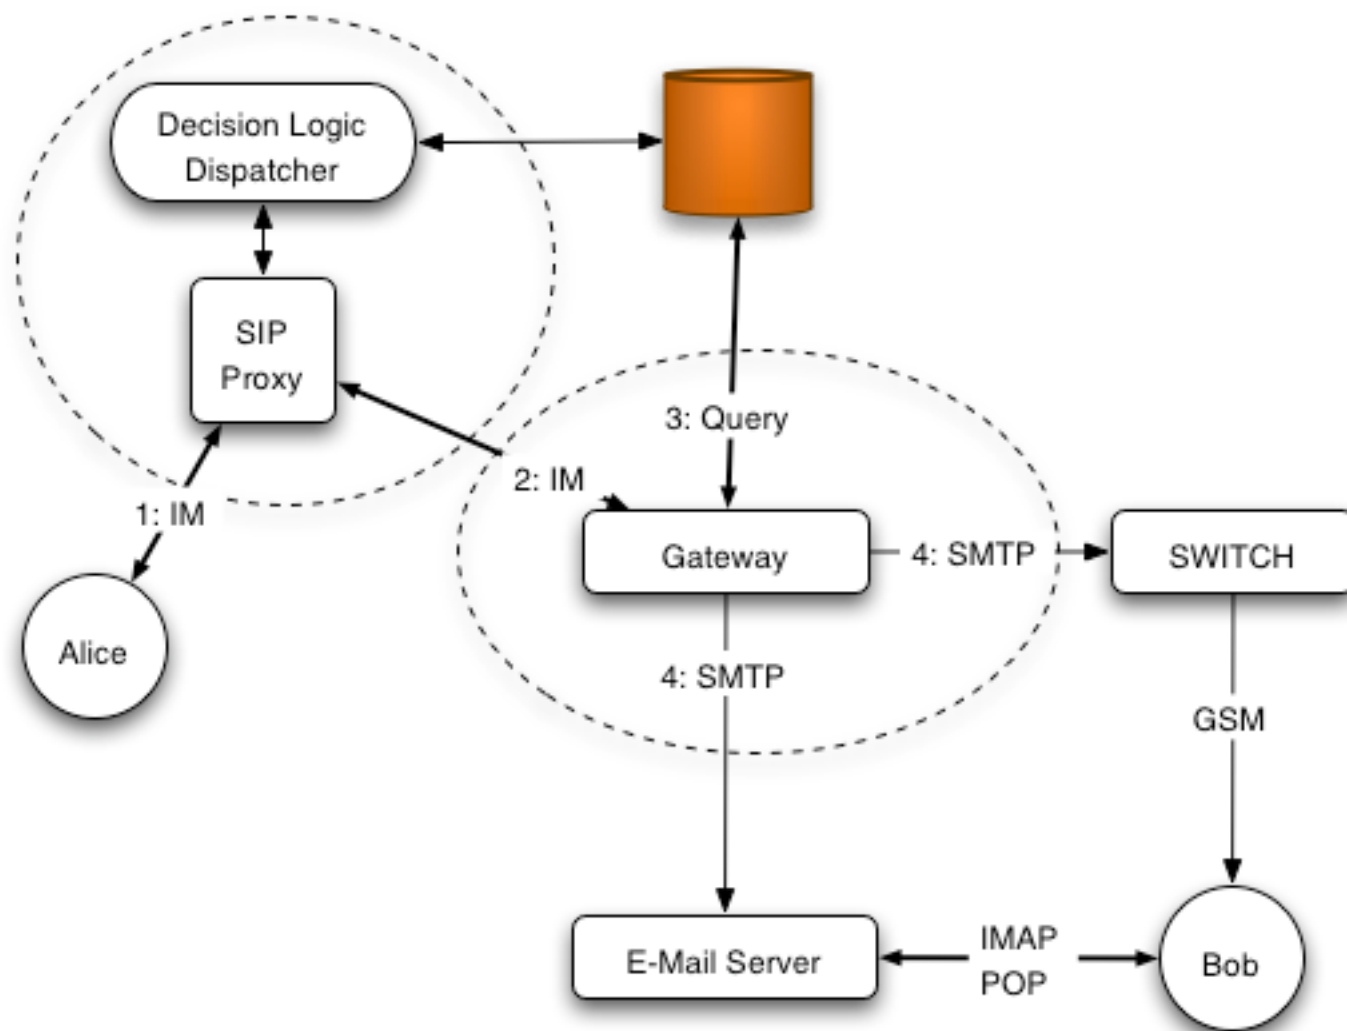 Decision Logic
Dispatcher
SIP
Proxy
3: Query
2: IM
1: IM
Gateway
4: SMTP
SWITCH
Alice
4: SMTP
GSM
IMAP
POP
E-Mail Server
Bob